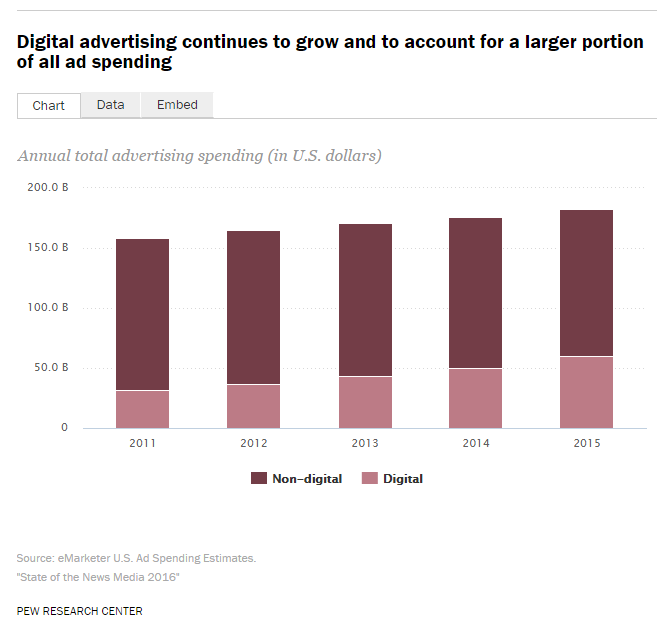 Digital advertising continues to grow and to account for a larger portion
of all ad spending
Chart Data Embed
Annual total advertising spending (in U.S. dollars)
200.0 B
150.0 B
100.0 B
50.0 B
0
2011 2012 2013 2014 2015
Non-digital Digital
Source: eMarketer U.S. Ad Spending Estimates.
"State of the News Media 2016"
PEW RESEARCH CENTER